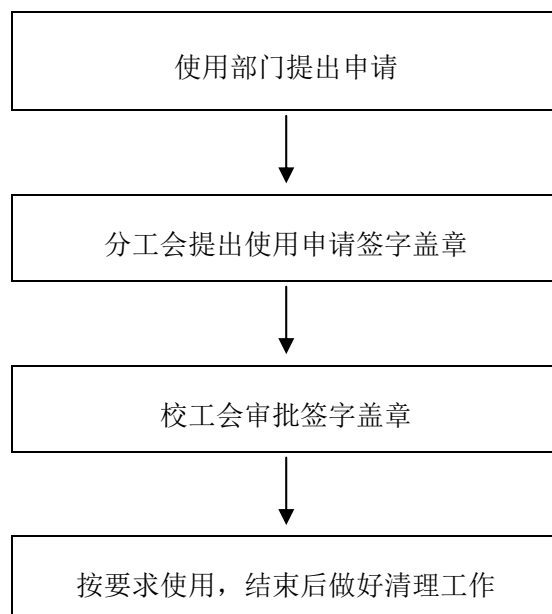 使用部门提出申请
分工会提出使用申请签字盖章
校工会审批签字盖章
按要求使用，结束后做好清理工作